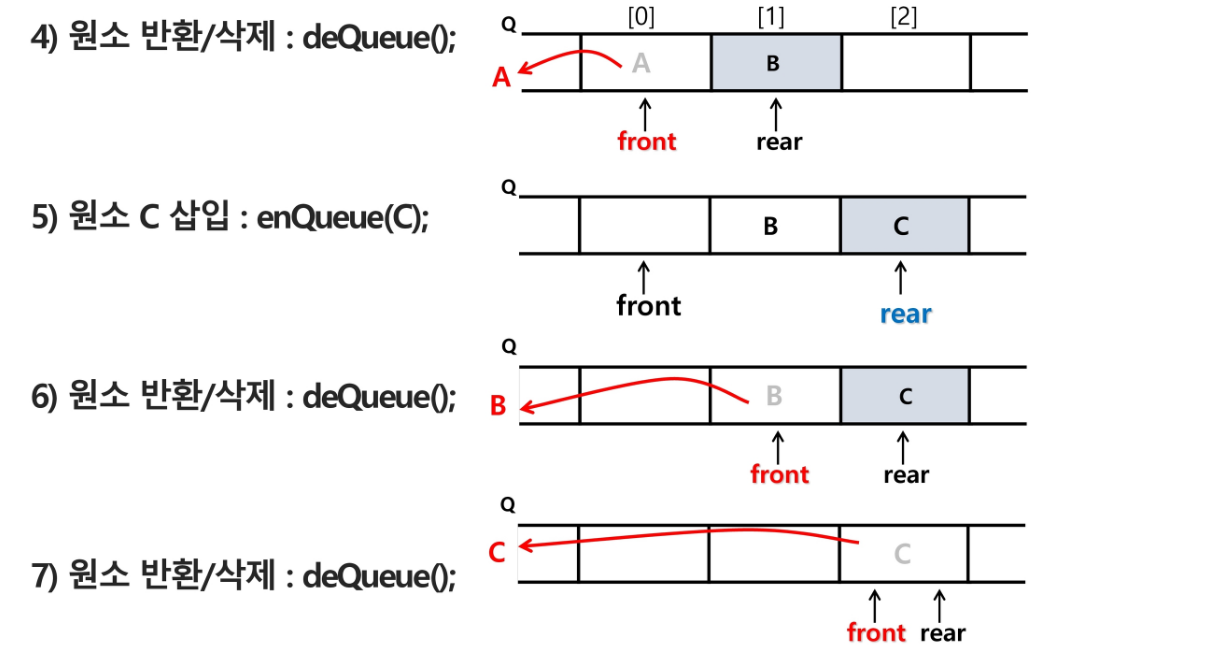 4) 원소 반환/삭제 : deQueue();
Q [0] [1] [2]
A A B
front rear
5) 원소 C 삽입 : enQueue(C);
Q
B C
front rear
6) 원소 반환/삭제 : deQueue();
Q
B B C
front rear
7) 원소 반환/삭제 : deQueue();
Q
C C
front rear